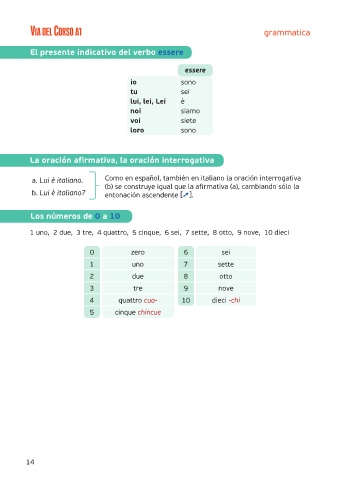 VIA DEL CORSO A1
grammatica
El presente indicativo del verbo essere
essere
io sono
tu sei
lui, lei, Lei è
noi siamo
voi siete
loro sono
La oración afirmativa, la oración interrogativa
a. Lui è italiano.
b. Lui è italiano?
Como en español, también en italiano la oración interrogativa
(b) se construye igual que la afirmativa (a), cambiando sólo la
entonación ascendente [↗].
Los números de 0 a 10
1 uno, 2 due, 3 tre, 4 quattro, 5 cinque, 6 sei, 7 sette, 8 otto, 9 nove, 10 dieci
0 zero 6 sei
1 uno 7 sette
2 due 8 otto
3 tre 9 nove
4 quattro cua- 10 dieci -chi
5 cinque chincue
14